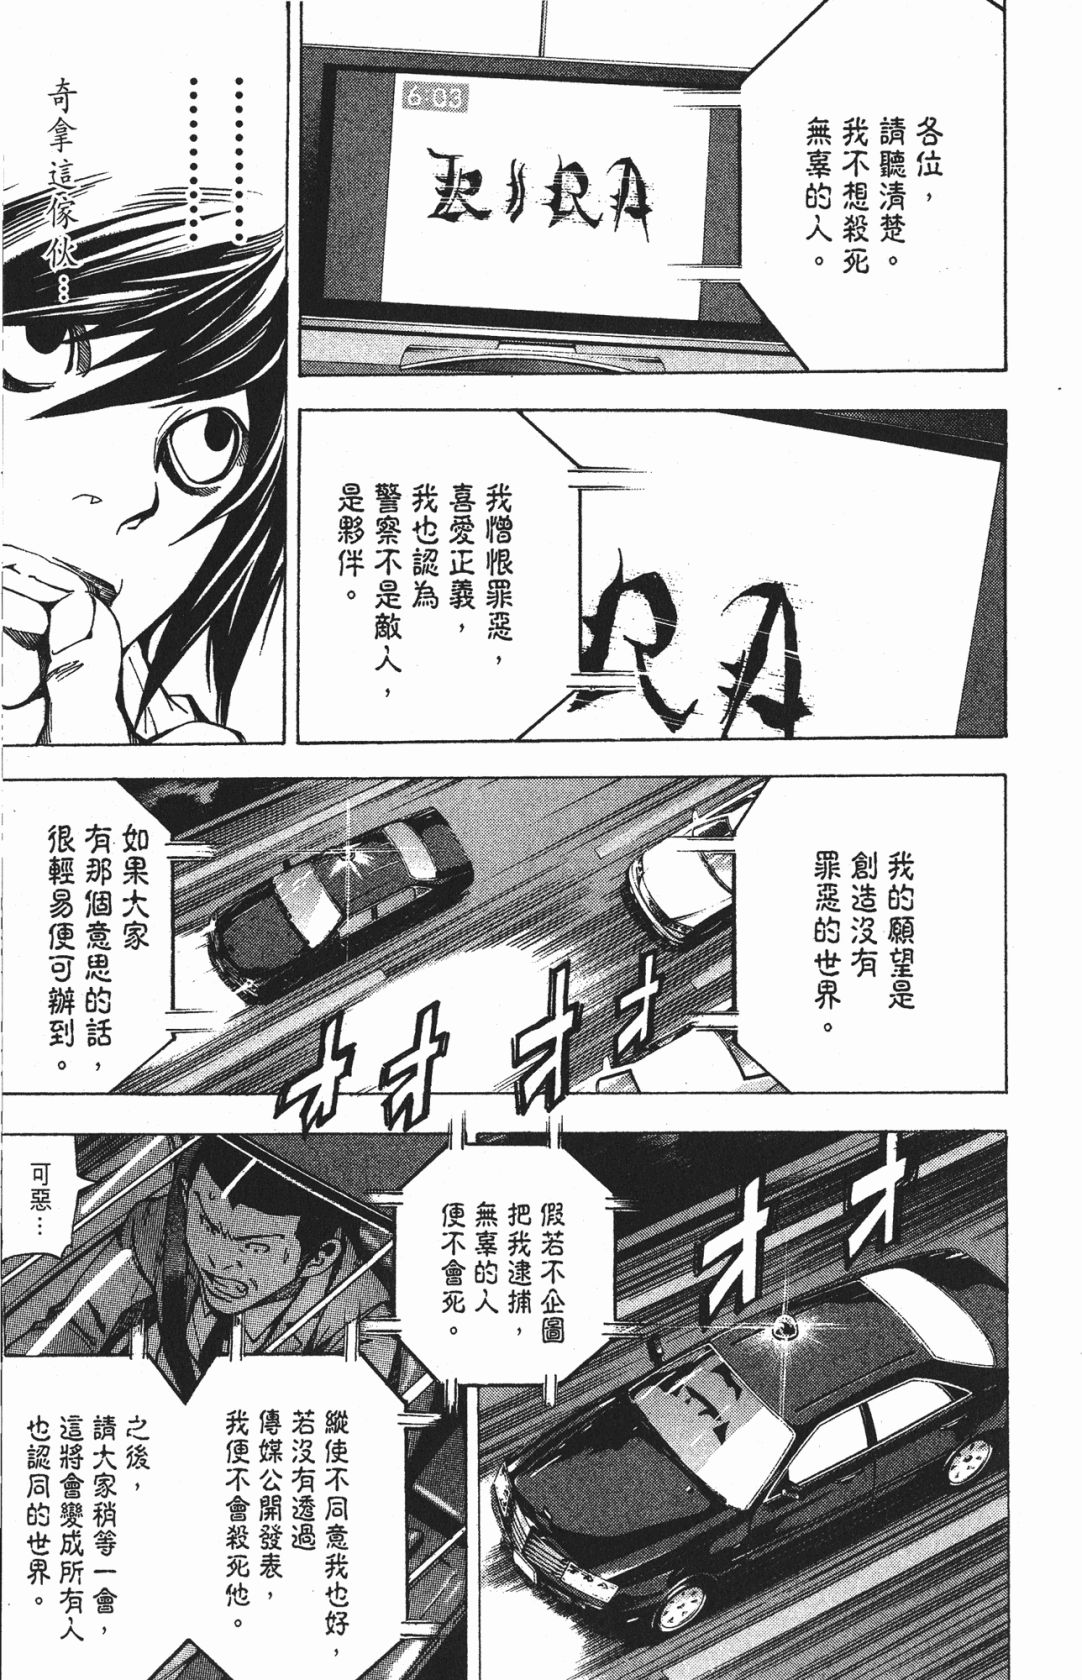 各位，
請聽清楚。
我不想殺死
無辜的人。
6:03
KIRA
…………
…………
奇拿這傢伙…
我憎恨罪惡，
喜愛正義，
我也認為
警察不是敵人，
是夥伴。
RA
我的願望是
創造沒有
罪惡的世界。
如果大家
有那個意思的話，
很輕易便可辦到。
オオオオ
オオ
假若不企圖
把我逮捕，
無辜的人
便不會死。
可惡…
縱使不同意我也好，
若沒有透過
傳媒公開發表，
我便不會殺死他。
之後，
請大家稍等一會，
這將會變成所有人
也認同的世界。